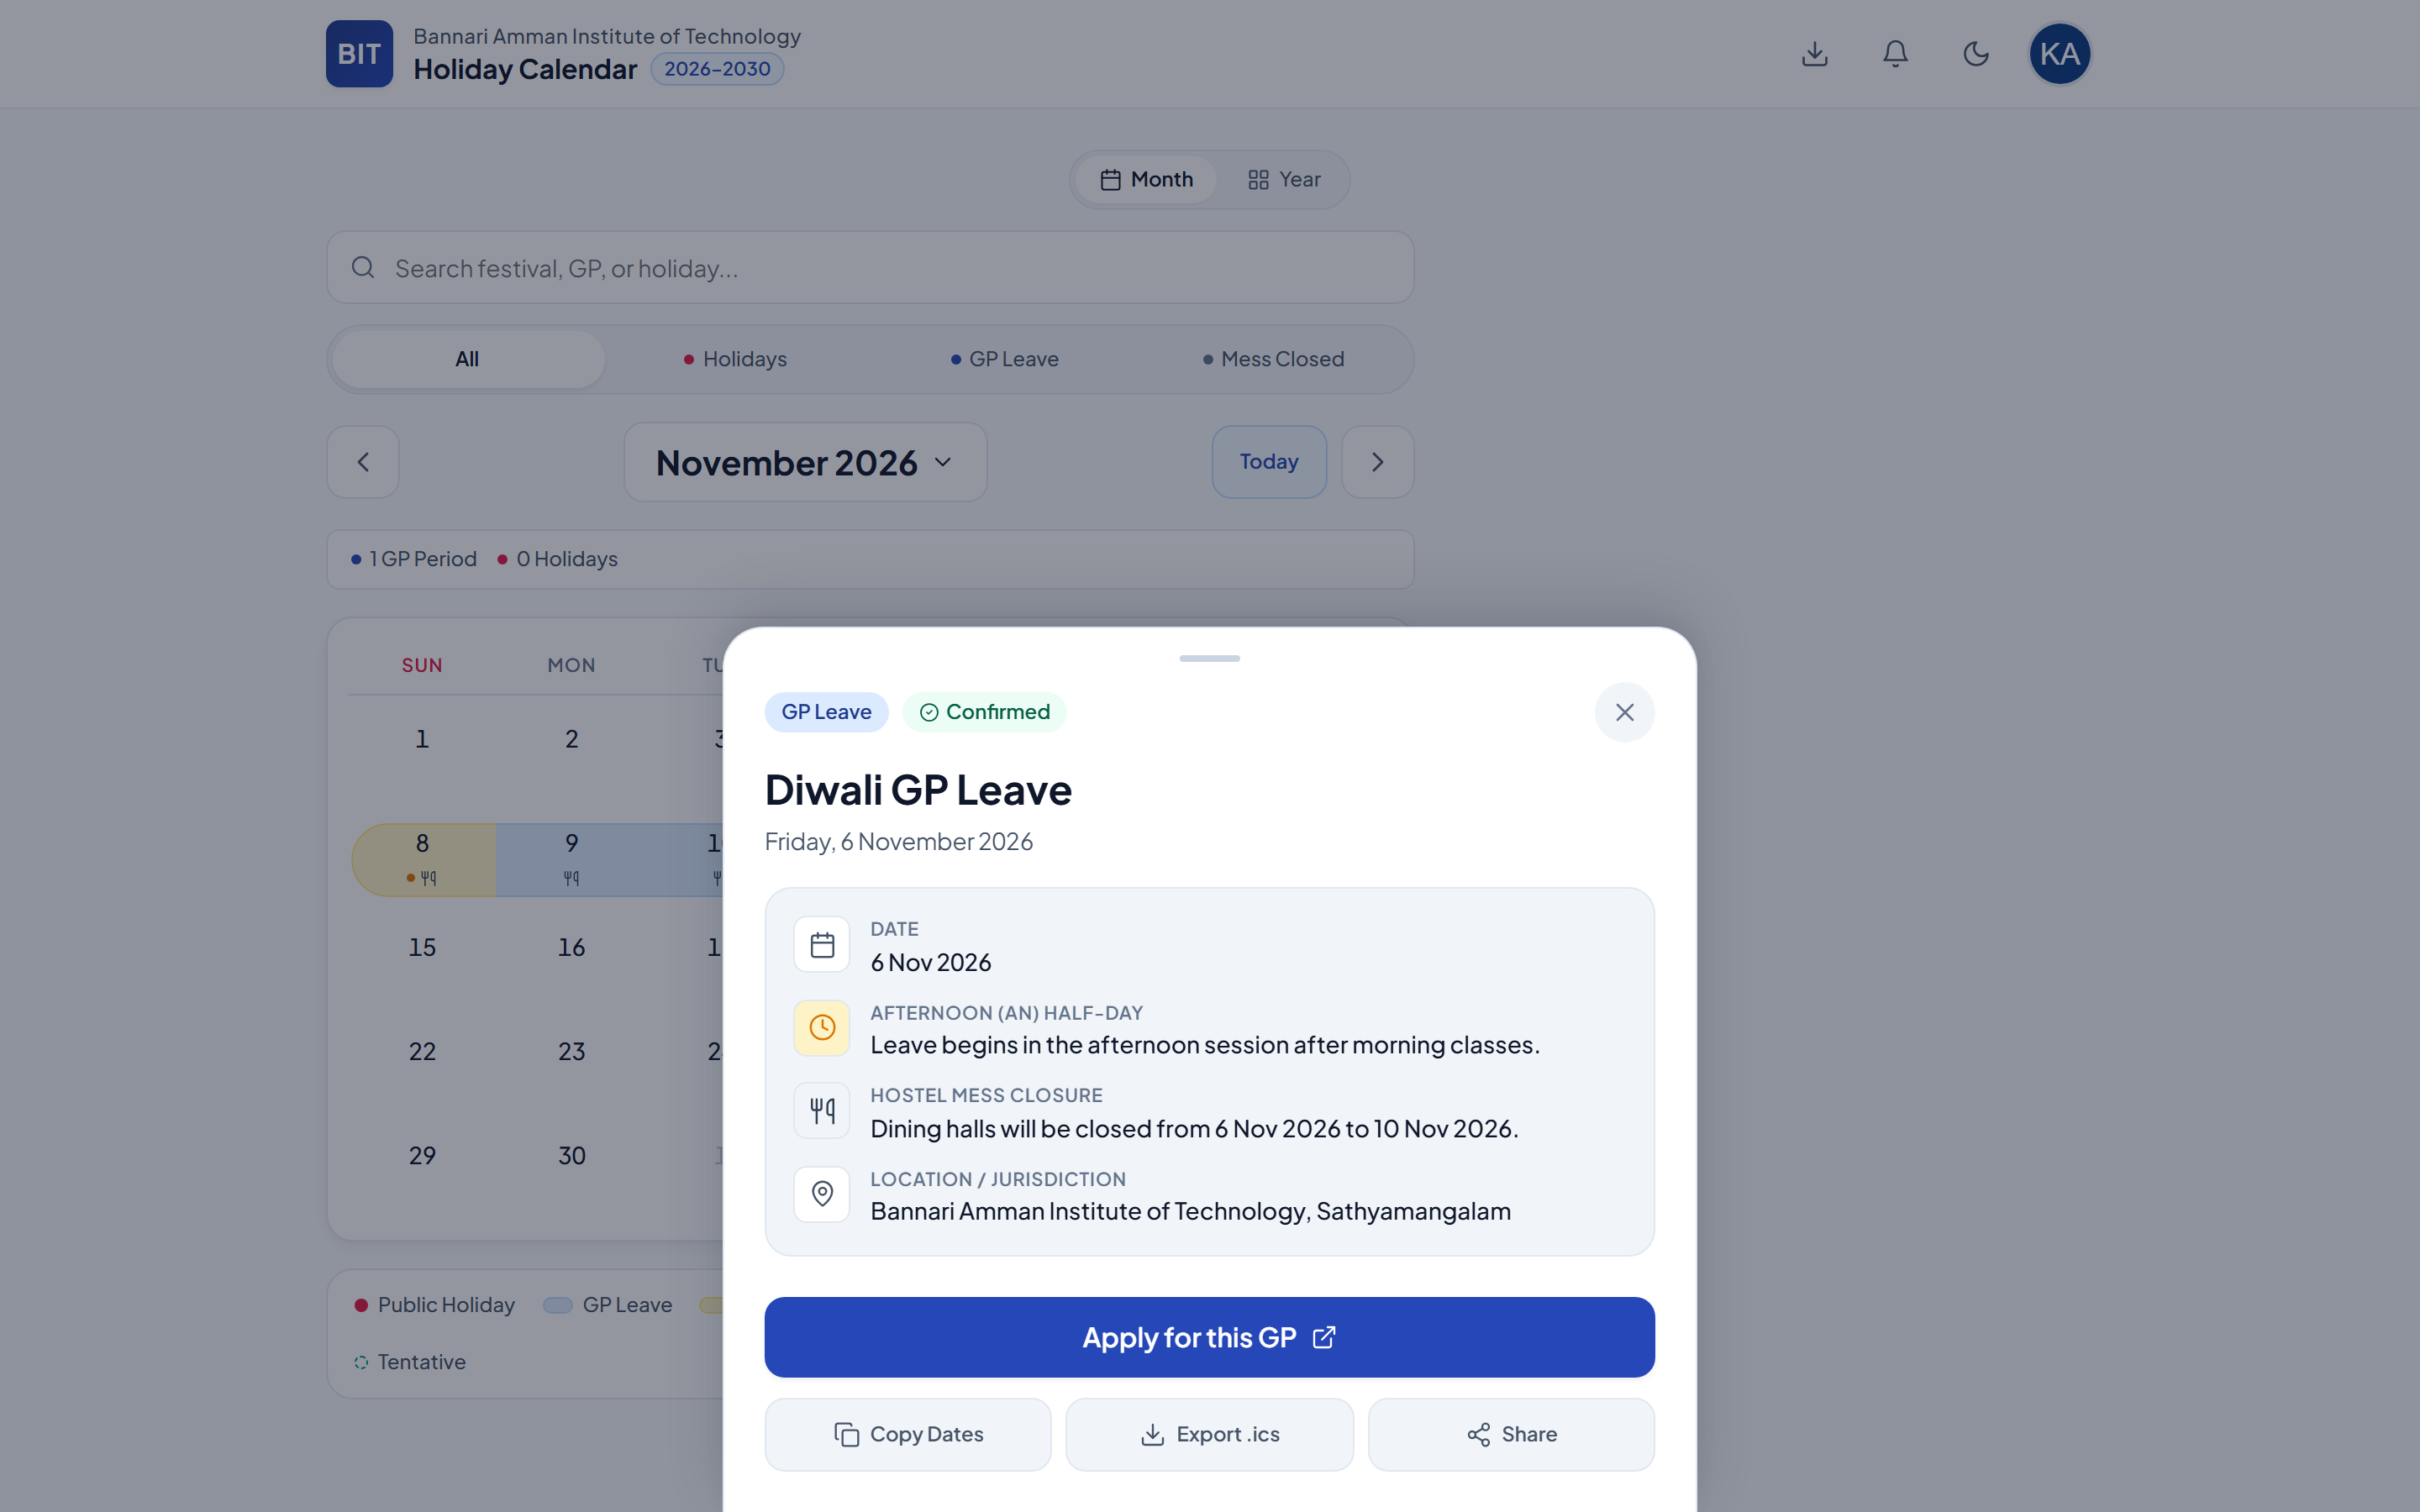 BIT
Bannari Amman Institute of Technology
Holiday Calendar 2026–2030
KA
Month Year
Search festival, GP, or holiday...
All Holidays GP Leave Mess Closed
November 2026
Today
1 GP Period 0 Holidays
SUN MON
1 2
8 9
15 16
22 23
29 30
Public Holiday GP Leave
Tentative
GP Leave Confirmed
Diwali GP Leave
Friday, 6 November 2026
DATE
6 Nov 2026
AFTERNOON (AN) HALF-DAY
Leave begins in the afternoon session after morning classes.
HOSTEL MESS CLOSURE
Dining halls will be closed from 6 Nov 2026 to 10 Nov 2026.
LOCATION / JURISDICTION
Bannari Amman Institute of Technology, Sathyamangalam
Apply for this GP
Copy Dates Export .ics Share